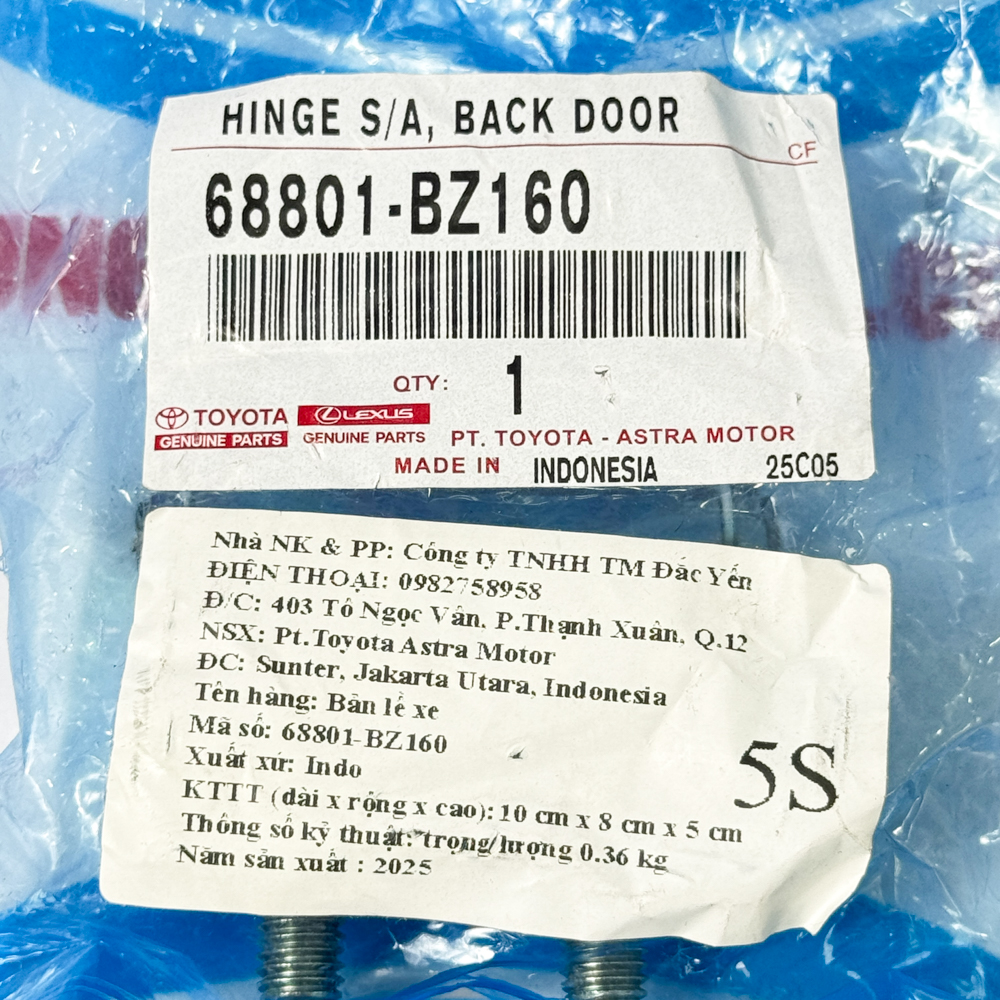 HINGE S/A, BACK DOOR
CF
68801-BZ160
QTY: 1
TOYOTA LEXUS
GENUINE PARTS GENUINE PARTS PT. TOYOTA - ASTRA MOTOR
MADE IN INDONESIA 25C05
Nhà NK & PP: Công ty TNHH TM Đắc Yến
ĐIỆN THOẠI: 0982758958
Đ/C: 403 Tô Ngọc Vân, P.Thạnh Xuân, Q.12
NSX: Pt.Toyota Astra Motor
ĐC: Sunter, Jakarta Utara, Indonesia
Tên hàng: Bản lề xe
Mã số: 68801-BZ160
Xuất xứ: Indo
5S
KTTT (dài x rộng x cao): 10 cm x 8 cm x 5 cm
Thông số kỹ thuật: trọng/lượng 0.36 kg
Năm sản xuất : 2025